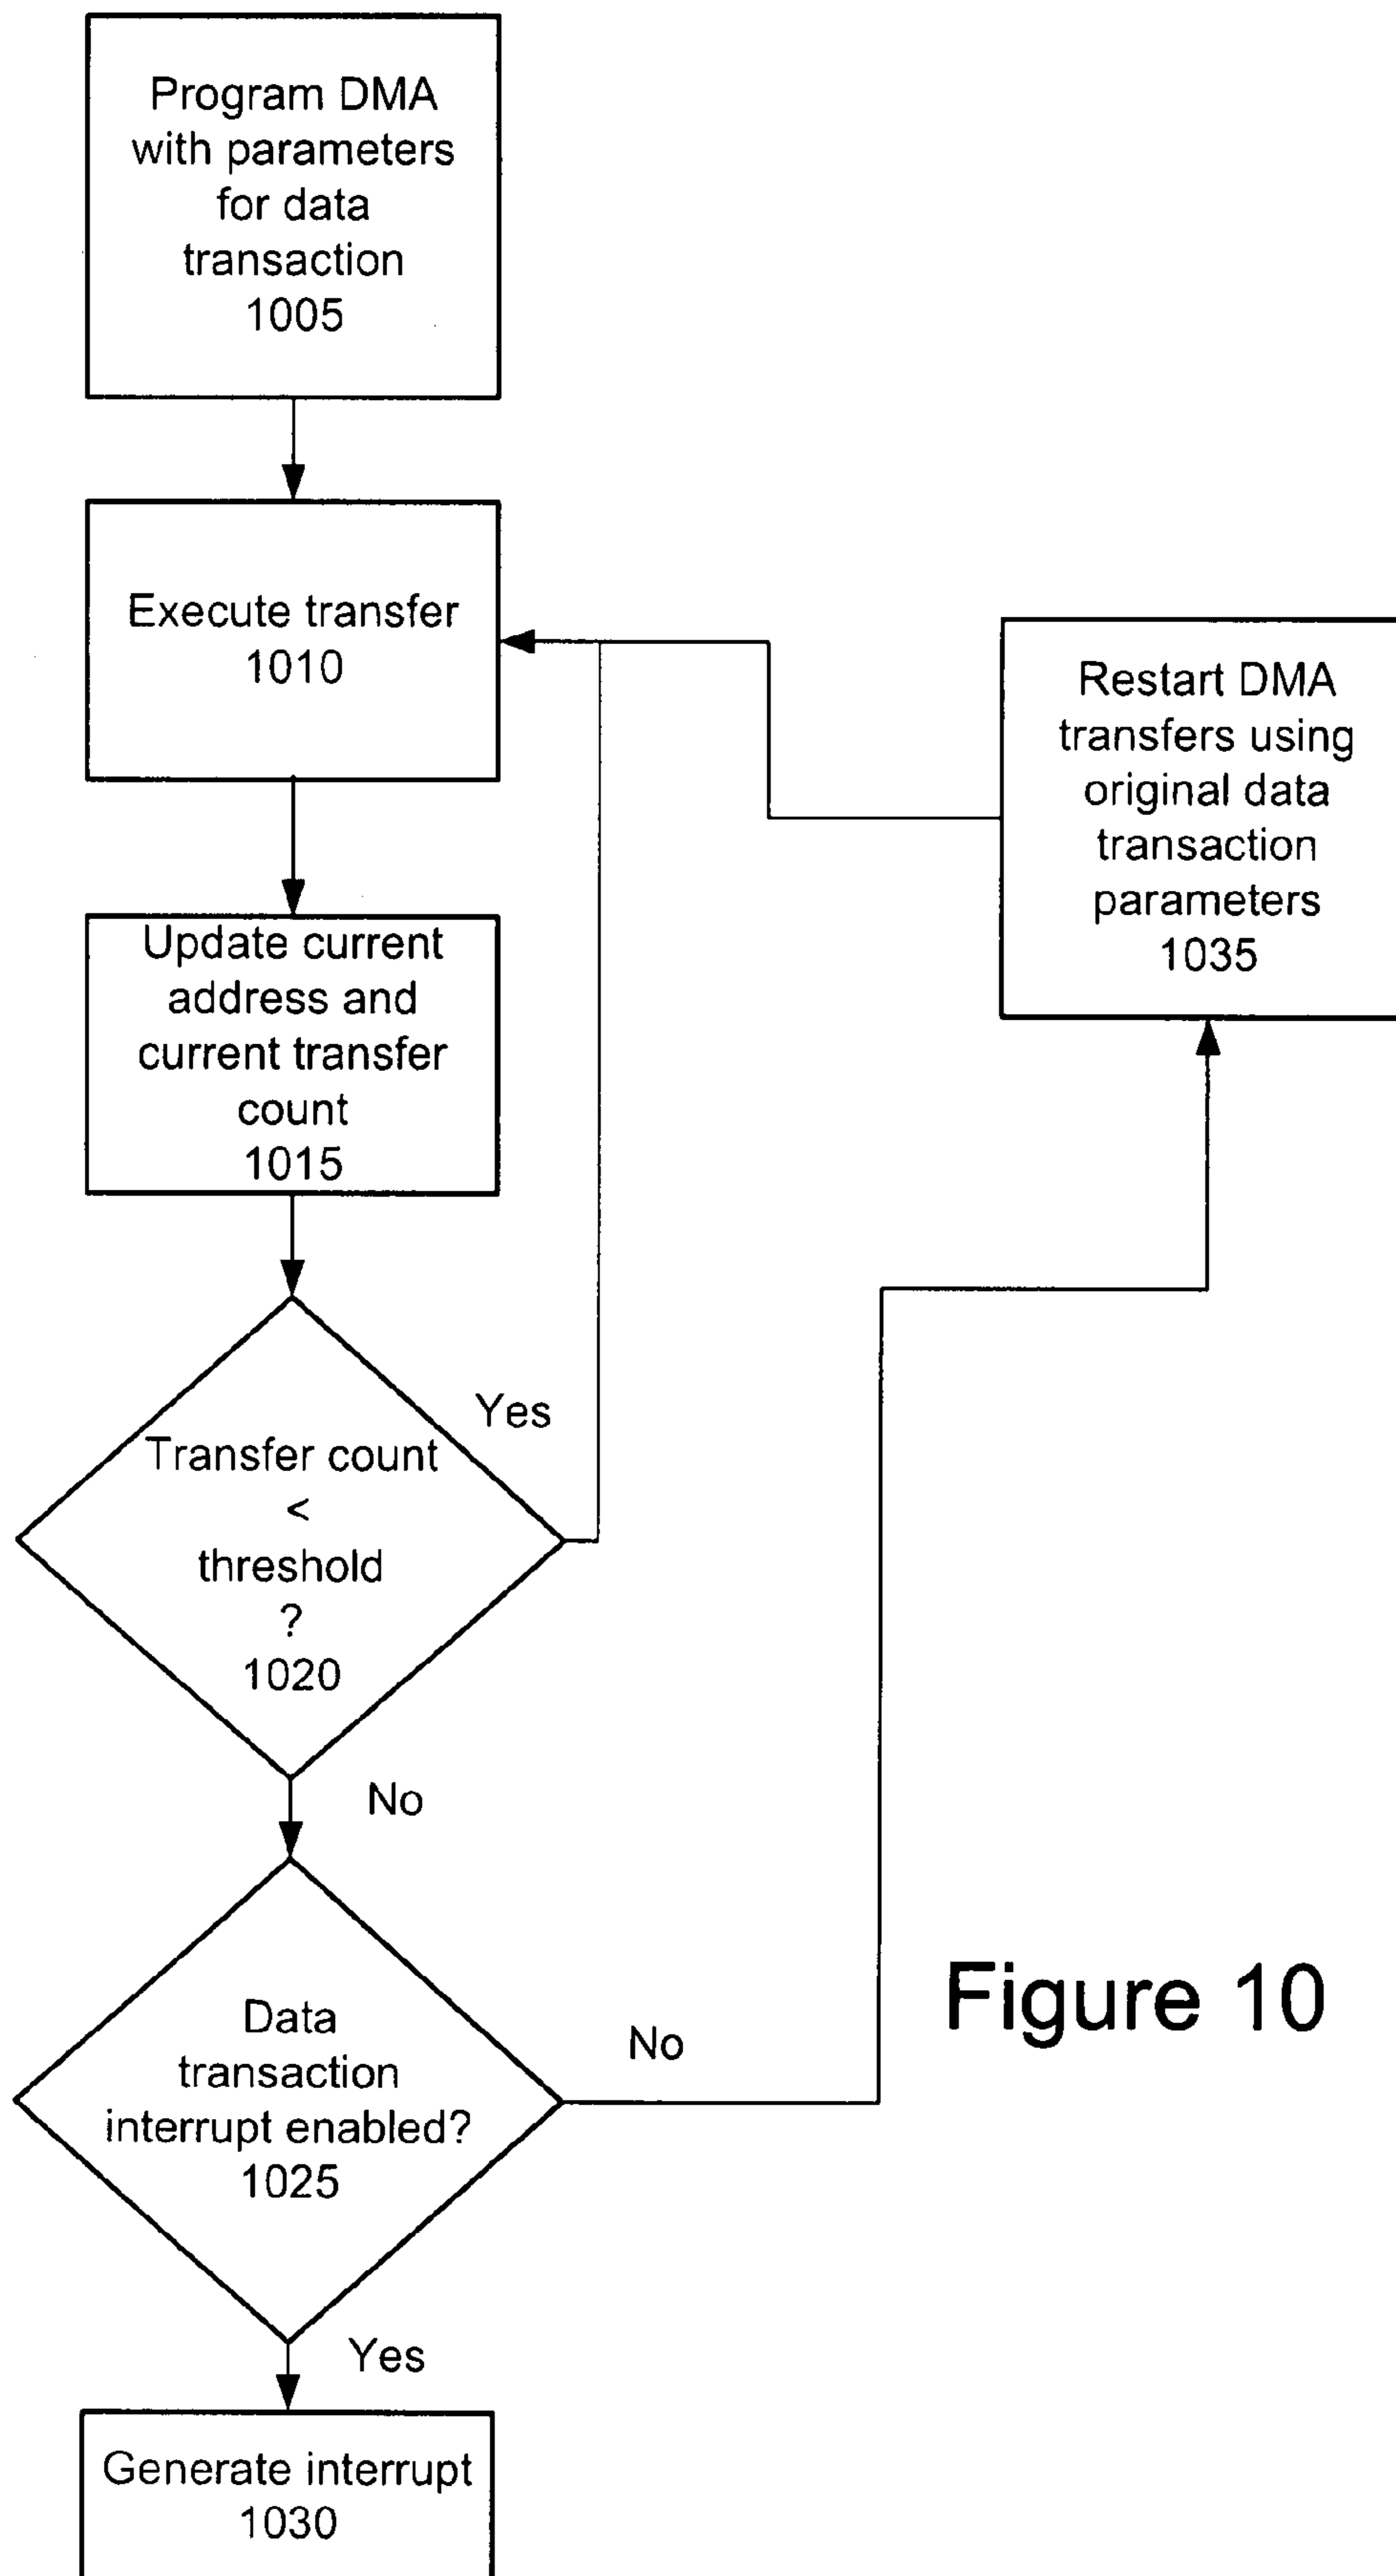 Program DMA
with parameters
for data
transaction
1005
Execute transfer
1010
Restart DMA
transfers using
original data
transaction
parameters
1035
Update current
address and
current transfer
count
1015
Yes
Transfer count
<
threshold
?
1020
No
Data
transaction
interrupt enabled?
1025
No
Figure 10
Yes
Generate interrupt
1030